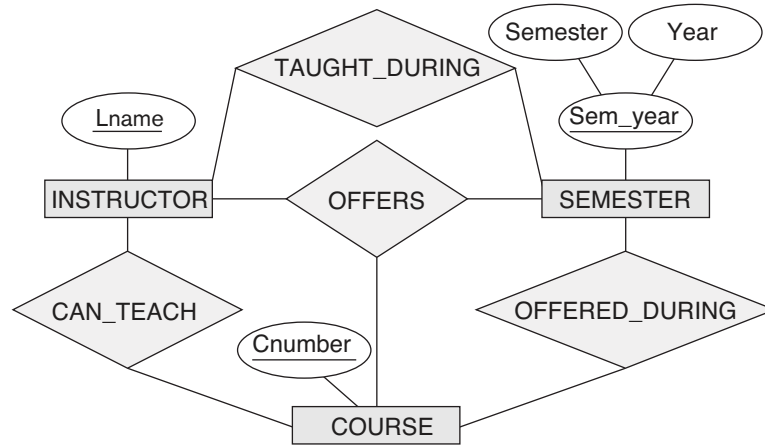 Semester
Year
TAUGHT_DURING
Lname
Sem_year
INSTRUCTOR
OFFERS
SEMESTER
CAN_TEACH
OFFERED_DURING
Cnumber
COURSE